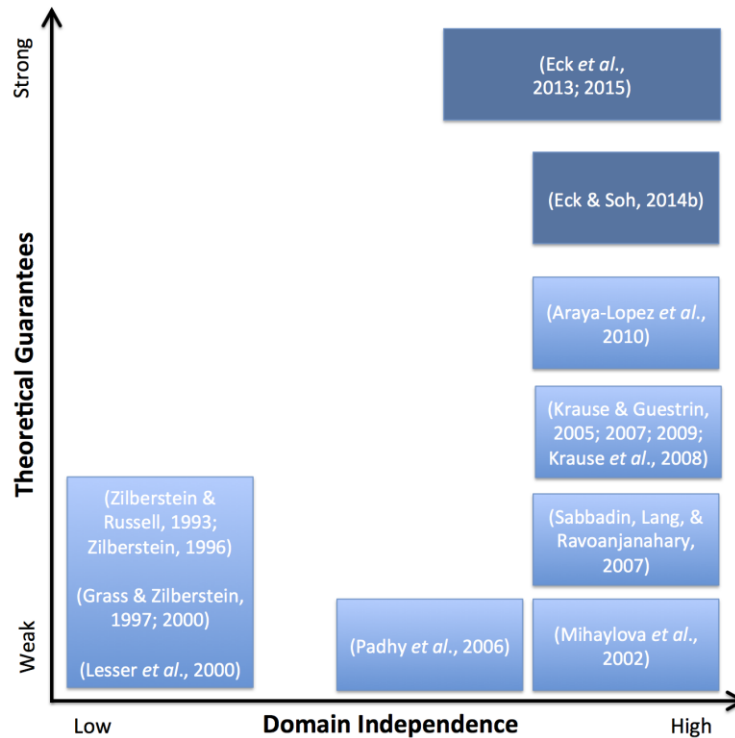 Strong
(Eck et al.,
2013; 2015)
(Eck & Soh, 2014b)
(Araya-Lopez et al.,
2010)
Theoretical Guarantees
(Krause & Guestrin,
2005; 2007; 2009;
Krause et al., 2008)
(Zilberstein &
Russell, 1993;
Zilberstein, 1996)
(Grass & Zilberstein,
1997; 2000)
(Lesser et al., 2000)
(Sabbadin, Lang, &
Ravoanjanahary,
2007)
(Padhy et al., 2006)
(Mihaylova et al.,
2002)
Weak
Low
Domain Independence
High